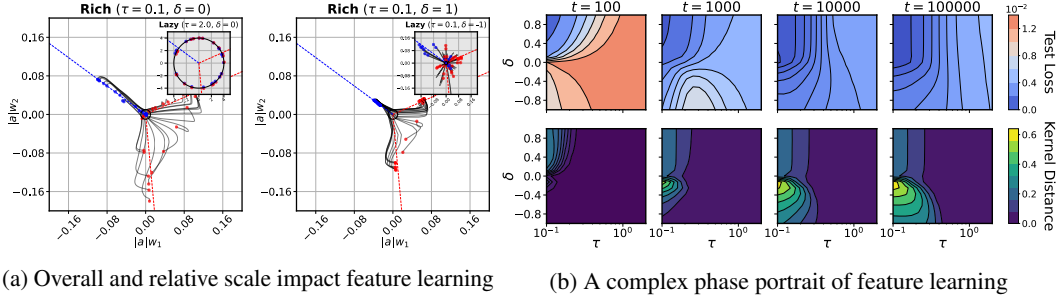 Rich (τ = 0.1, δ = 0)
Lazy (τ = 2.0, δ = 0)
0.16
0.08
0.00
−0.08
−0.16
|a|w₂
−0.16
−0.08
0.00
0.08
0.16
|a|w₁
Rich (τ = 0.1, δ = 1)
Lazy (τ = 0.1, δ = −1)
0.16
0.08
0.00
−0.08
−0.16
|a|w₂
−0.16
−0.08
0.00
0.08
0.16
|a|w₁
(a) Overall and relative scale impact feature learning
t = 100
t = 1000
t = 10000
t = 100000
δ
0.8
0.4
0.0
−0.4
−0.8
×10⁻²
1.2
0.8
0.4
0.0
Test Loss
δ
0.8
0.4
0.0
−0.4
−0.8
0.6
0.4
0.2
0.0
Kernel Distance
10⁻¹
10⁰
τ
10⁻¹
10⁰
τ
10⁻¹
10⁰
τ
10⁻¹
10⁰
τ
(b) A complex phase portrait of feature learning